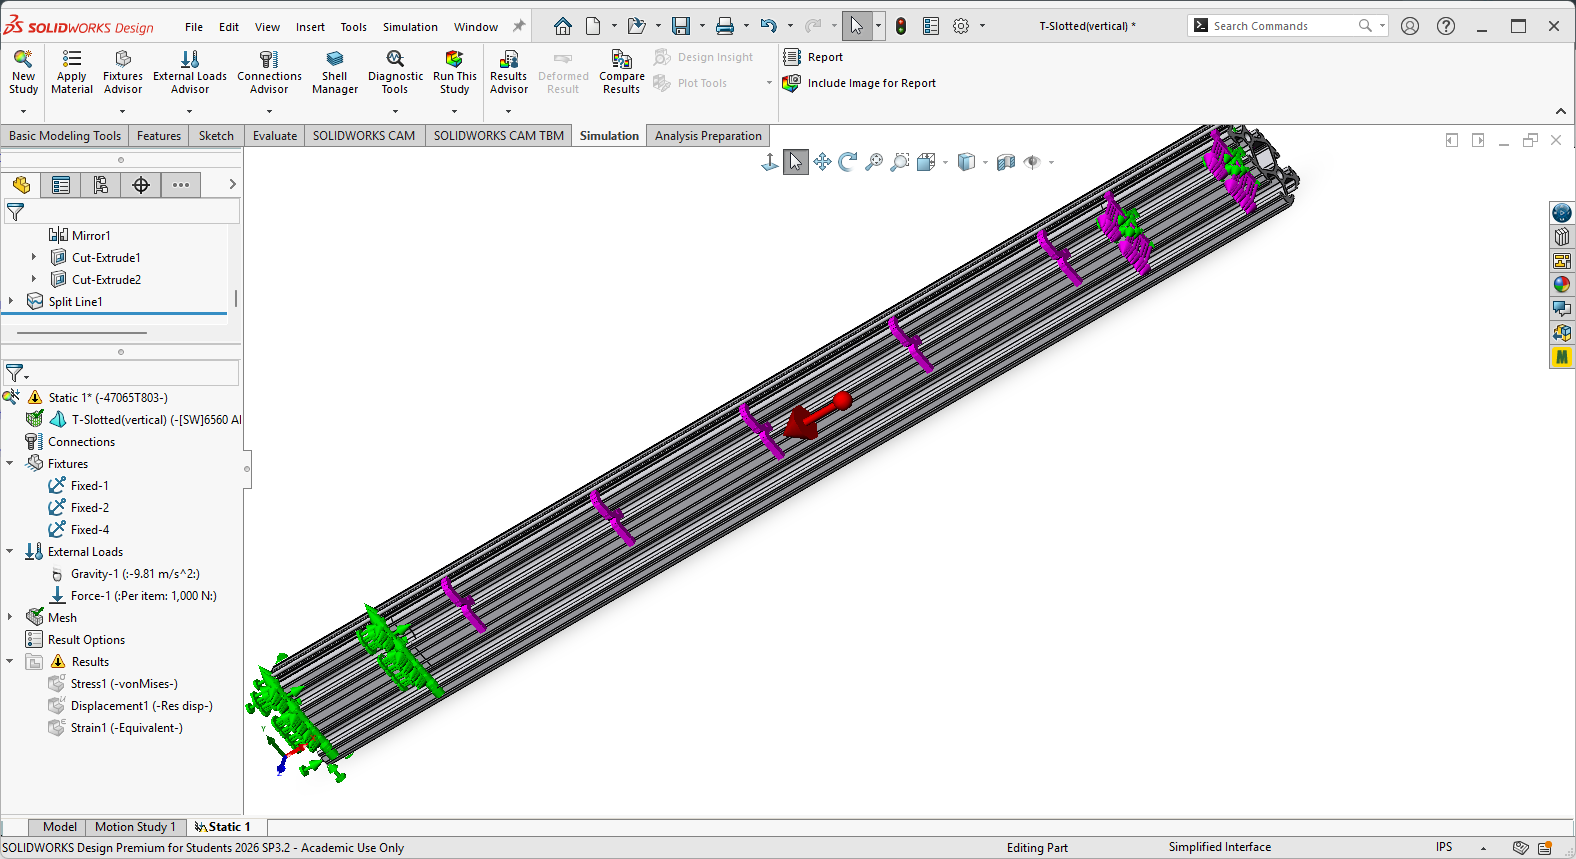 SOLIDWORKS Design
File Edit View Insert Tools Simulation Window
T-Slotted(vertical) *
Search Commands
New Study
Apply Material
Fixtures Advisor
External Loads Advisor
Connections Advisor
Shell Manager
Diagnostic Tools
Run This Study
Results Advisor
Deformed Result
Compare Results
Design Insight
Plot Tools
Report
Include Image for Report
Basic Modeling Tools Features Sketch Evaluate SOLIDWORKS CAM SOLIDWORKS CAM TBM Simulation Analysis Preparation
Mirror1
Cut-Extrude1
Cut-Extrude2
Split Line1
Static 1* (-47065T803-)
T-Slotted(vertical) (-[SW]6560 Al
Connections
Fixtures
Fixed-1
Fixed-2
Fixed-4
External Loads
Gravity-1 (:-9.81 m/s^2:)
Force-1 (:Per item: 1,000 N:)
Mesh
Result Options
Results
Stress1 (-vonMises-)
Displacement1 (-Res disp-)
Strain1 (-Equivalent-)
Y
Z
M
Model Motion Study 1 Static 1
SOLIDWORKS Design Premium for Students 2026 SP3.2 - Academic Use Only Editing Part Simplified Interface IPS